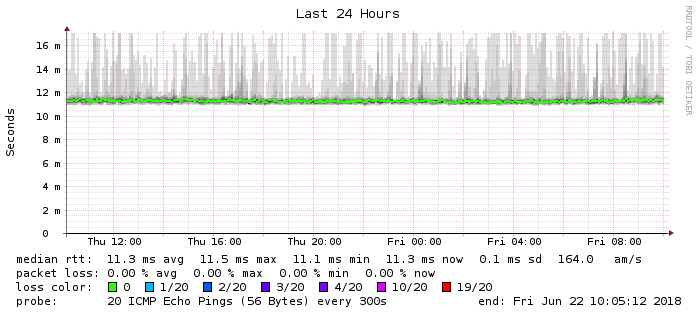 Last 24 Hours
RRDTOOL / TOBI OETIKER
Seconds
16 m
14 m
12 m
10 m
8 m
6 m
4 m
2 m
0
Thu 12:00 Thu 16:00 Thu 20:00 Fri 00:00 Fri 04:00 Fri 08:00
median rtt: 11.3 ms avg 11.5 ms max 11.1 ms min 11.3 ms now 0.1 ms sd 164.0 am/s
packet loss: 0.00 % avg 0.00 % max 0.00 % min 0.00 % now
loss color: 0 1/20 2/20 3/20 4/20 10/20 19/20
probe: 20 ICMP Echo Pings (56 Bytes) every 300s end: Fri Jun 22 10:05:12 2018